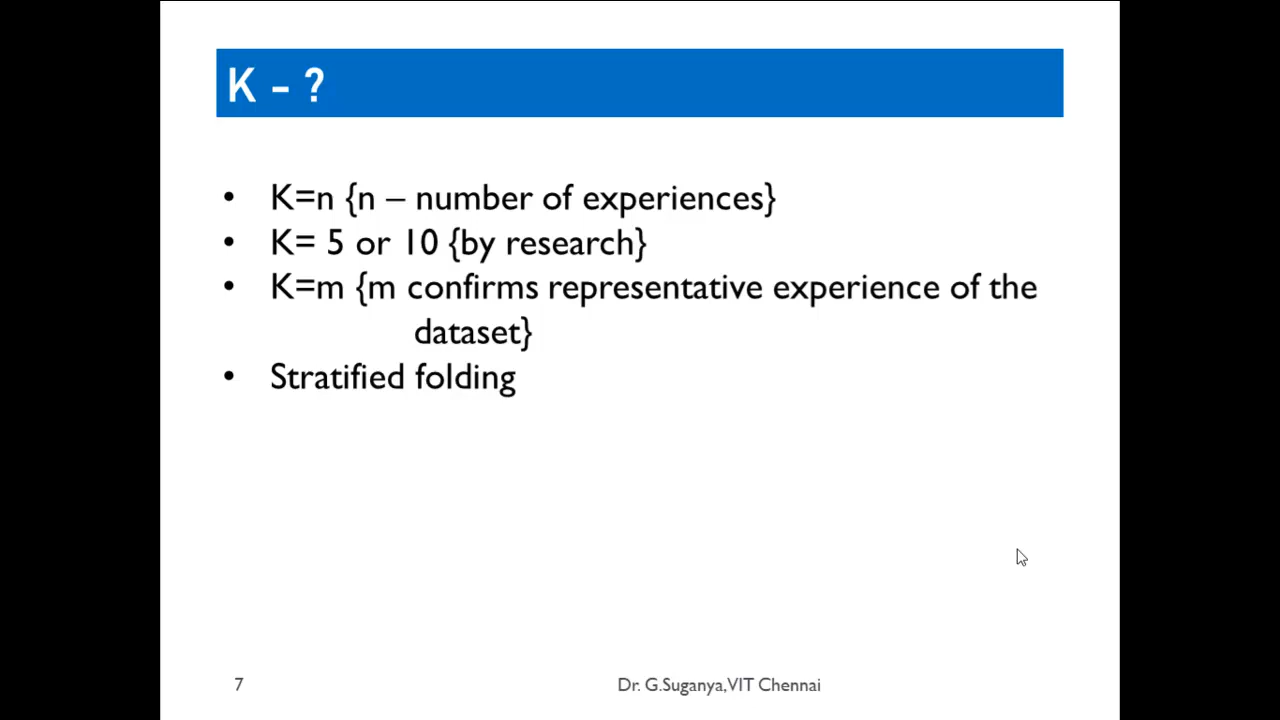 K - ?
• K=n {n – number of experiences}
• K= 5 or 10 {by research}
• K=m {m confirms representative experience of the
dataset}
• Stratified folding
7
Dr. G.Suganya,VIT Chennai